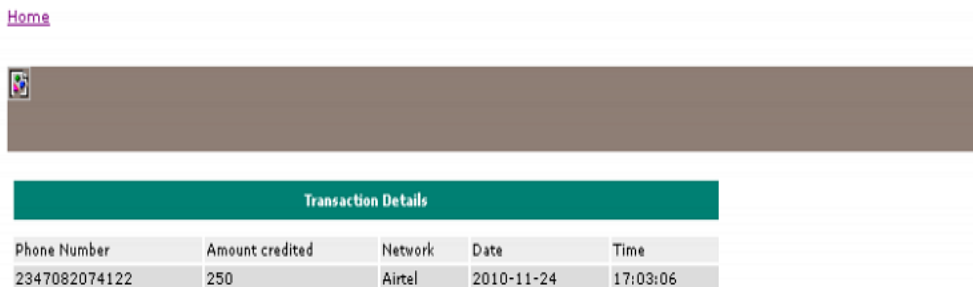 Home
Transaction Details
Phone Number Amount credited Network Date Time
2347082074122 250 Airtel 2010-11-24 17:03:06